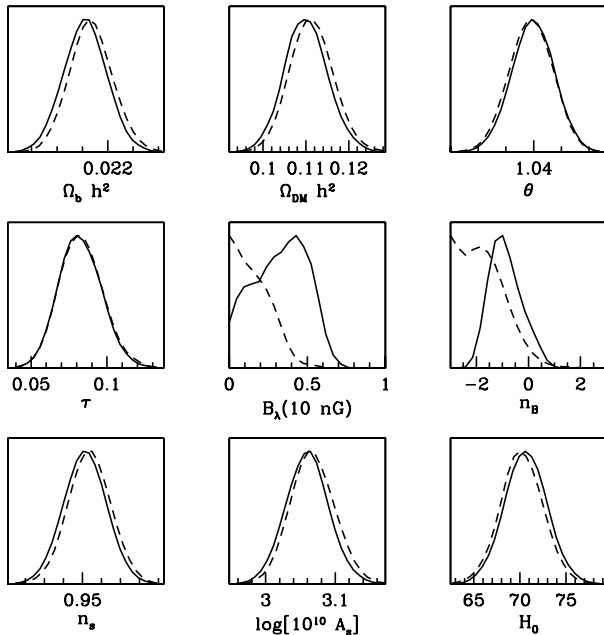 0.022
Ω_b h²
0.1 0.11 0.12
Ω_DM h²
1.04
θ
0.05 0.1
τ
0 0.5 1
B_λ(10 nG)
-2 0 2
n_B
0.95
n_s
3 3.1
log[10¹⁰ A_s]
65 70 75
H_0